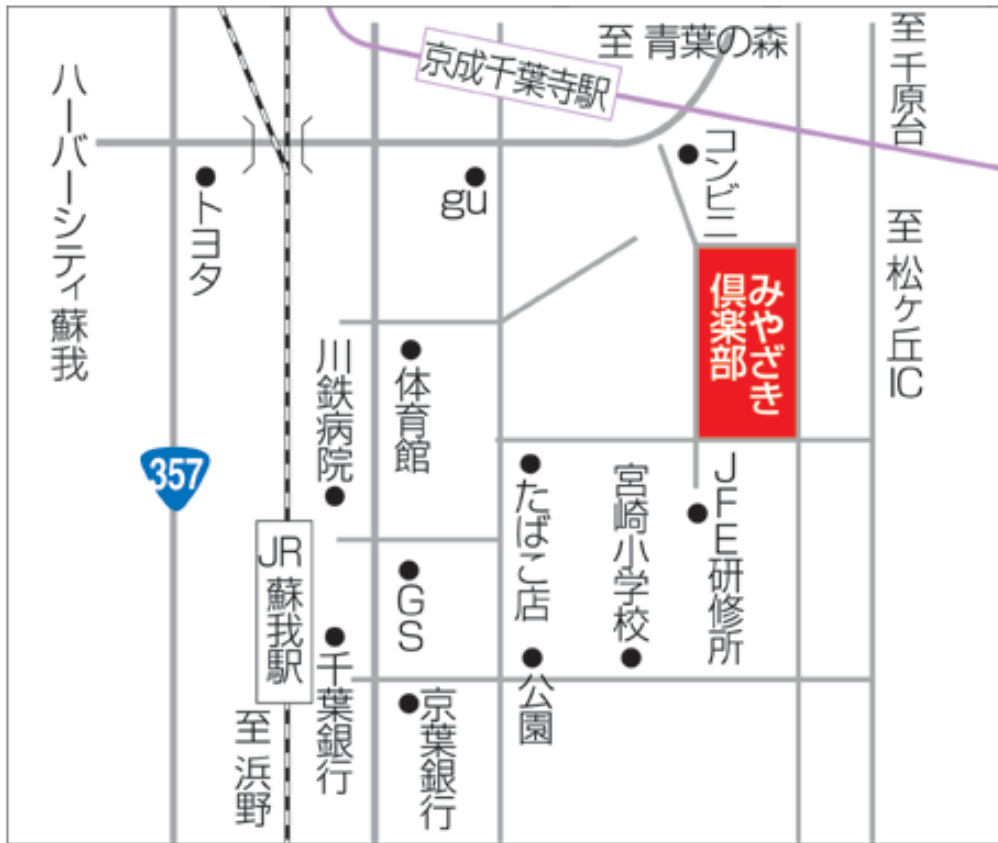 至 青葉の森
京成千葉寺駅
至 千原台
ハーバーシティ蘇我
トヨタ
gu
コンビニ
至 松ヶ丘IC
みやざき
倶楽部
川鉄病院
体育館
357
たばこ店
宮崎小学校
JFE研修所
JR
蘇我駅
GS
千葉銀行
京葉銀行
公園
至 浜野